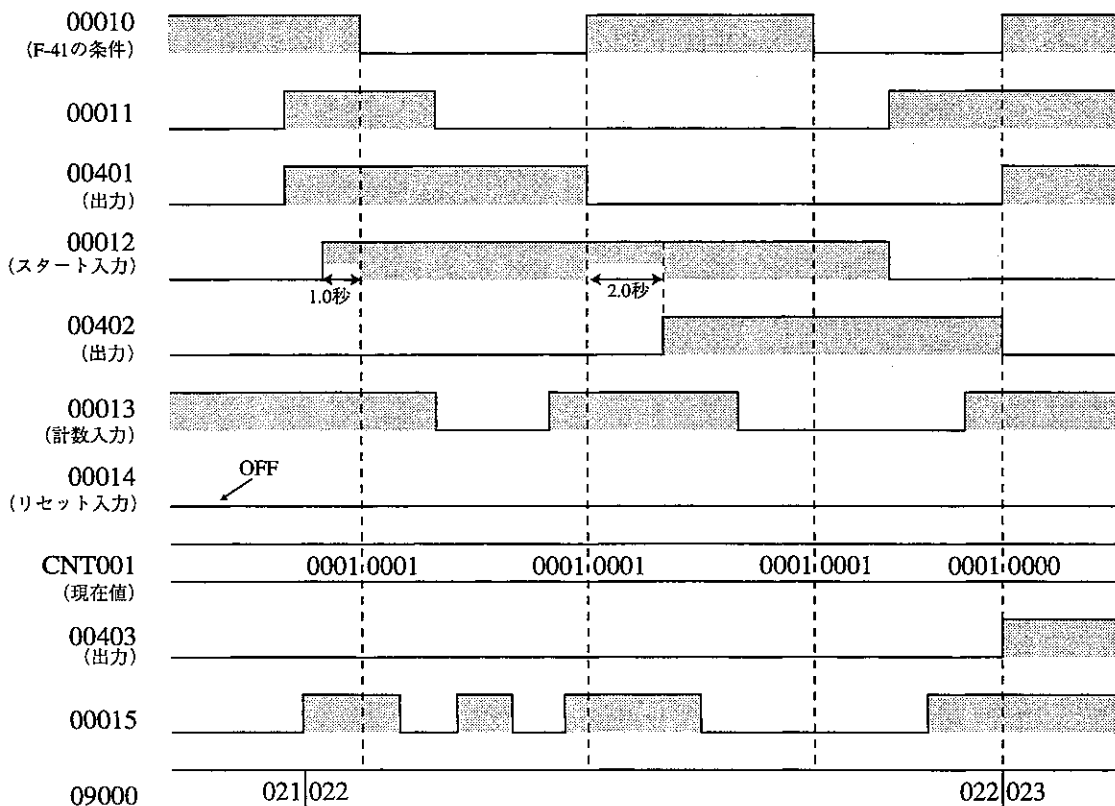 00010
(F-41の条件)
00011
00401
(出力)
00012
(スタート入力)
1.0秒
2.0秒
00402
(出力)
00013
(計数入力)
00014
(リセット入力)
OFF
CNT001
(現在値)
0001 0001
0001 0001
0001 0001
0001 0000
00403
(出力)
00015
09000
021 022
022 023